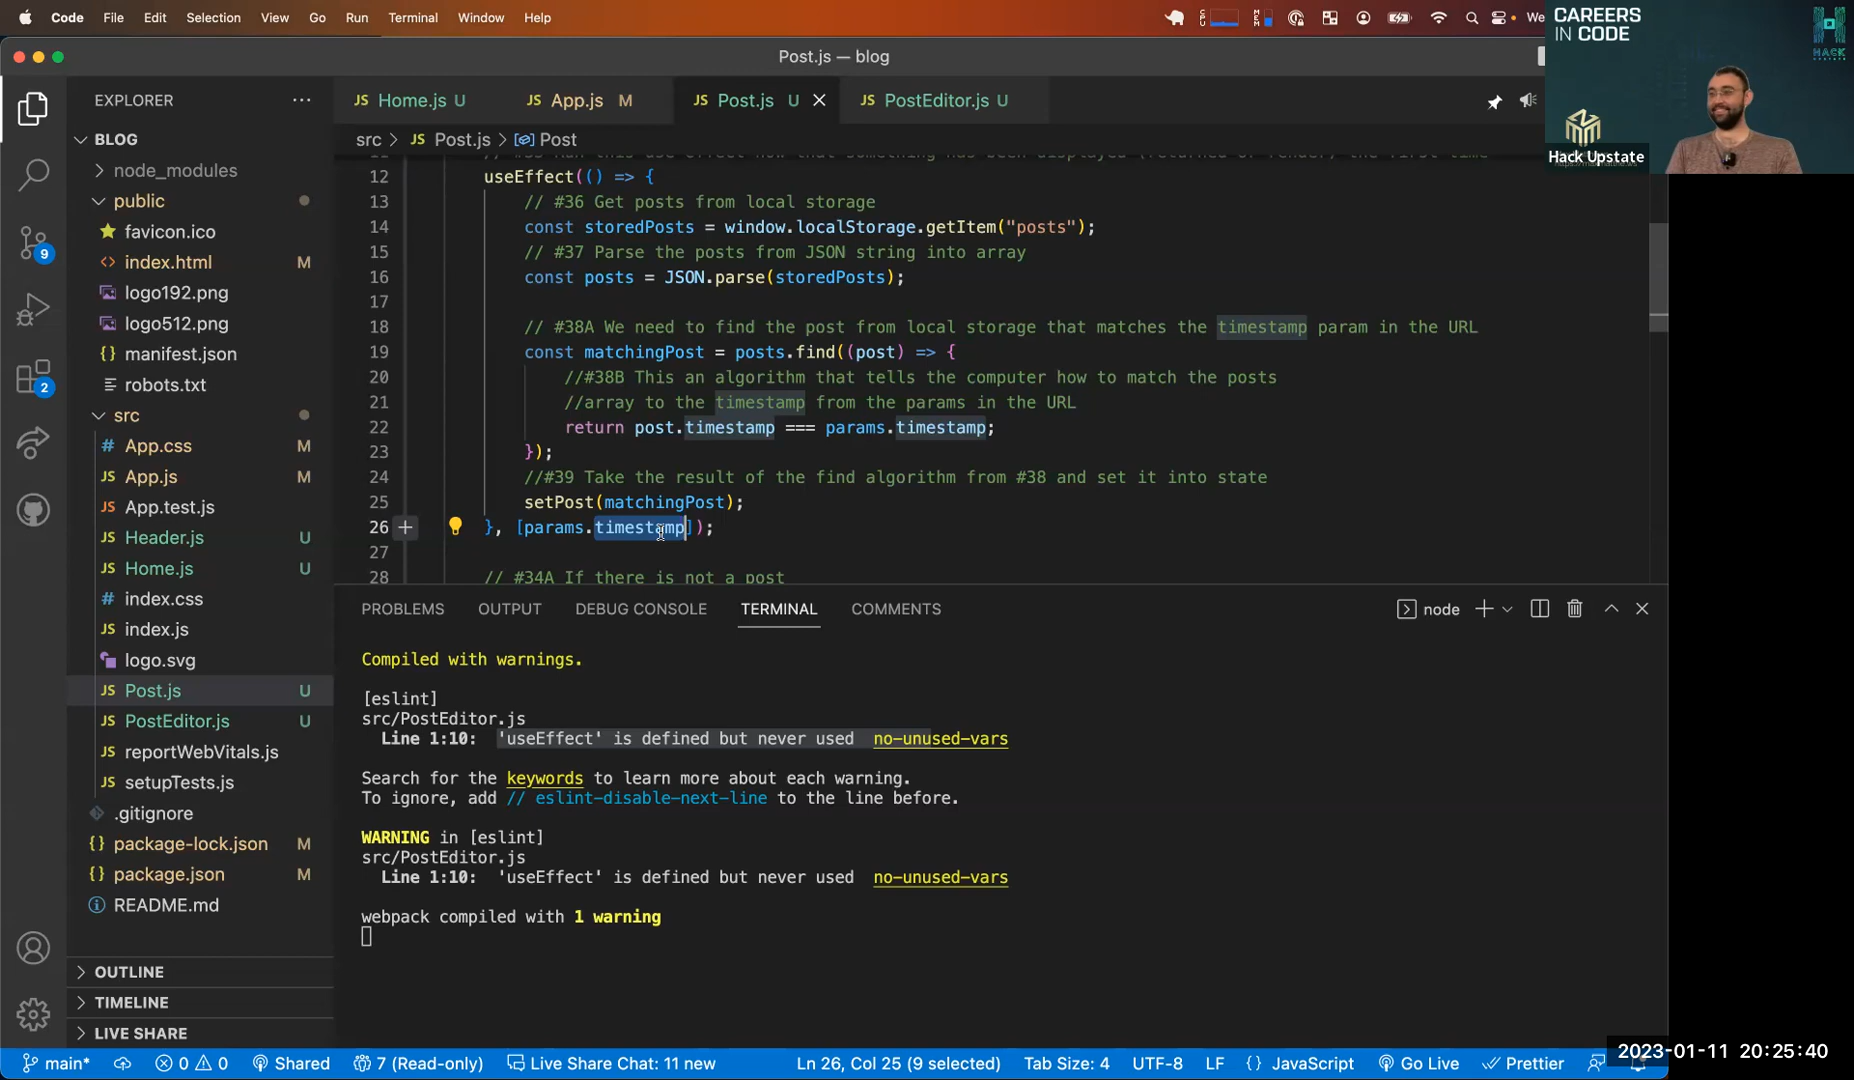 Code File Edit Selection View Go Run Terminal Window Help
CPU MEM We
CAREERS
IN CODE
HACK
Hack Upstate
Post.js — blog
EXPLORER
Home.js U App.js M Post.js U PostEditor.js U
src > Post.js > Post
BLOG
node_modules
public
favicon.ico
index.html M
logo192.png
logo512.png
manifest.json
robots.txt
src
App.css M
App.js M
App.test.js
Header.js U
Home.js U
index.css
index.js
logo.svg
Post.js U
PostEditor.js U
reportWebVitals.js
setupTests.js
.gitignore
package-lock.json M
package.json M
README.md
OUTLINE
TIMELINE
LIVE SHARE
9
2
12 useEffect(() => {
13 // #36 Get posts from local storage
14 const storedPosts = window.localStorage.getItem("posts");
15 // #37 Parse the posts from JSON string into array
16 const posts = JSON.parse(storedPosts);
17
18 // #38A We need to find the post from local storage that matches the timestamp param in the URL
19 const matchingPost = posts.find((post) => {
20 //#38B This an algorithm that tells the computer how to match the posts
21 //array to the timestamp from the params in the URL
22 return post.timestamp === params.timestamp;
23 });
24 //#39 Take the result of the find algorithm from #38 and set it into state
25 setPost(matchingPost);
26 }, [params.timestamp]);
27
28 // #34A If there is not a post
PROBLEMS OUTPUT DEBUG CONSOLE TERMINAL COMMENTS
node
Compiled with warnings.
[eslint]
src/PostEditor.js
Line 1:10: 'useEffect' is defined but never used no-unused-vars
Search for the keywords to learn more about each warning.
To ignore, add // eslint-disable-next-line to the line before.
WARNING in [eslint]
src/PostEditor.js
Line 1:10: 'useEffect' is defined but never used no-unused-vars
webpack compiled with 1 warning
main* 0 0 Shared 7 (Read-only) Live Share Chat: 11 new Ln 26, Col 25 (9 selected) Tab Size: 4 UTF-8 LF {} JavaScript Go Live Prettier
2023-01-11 20:25:40